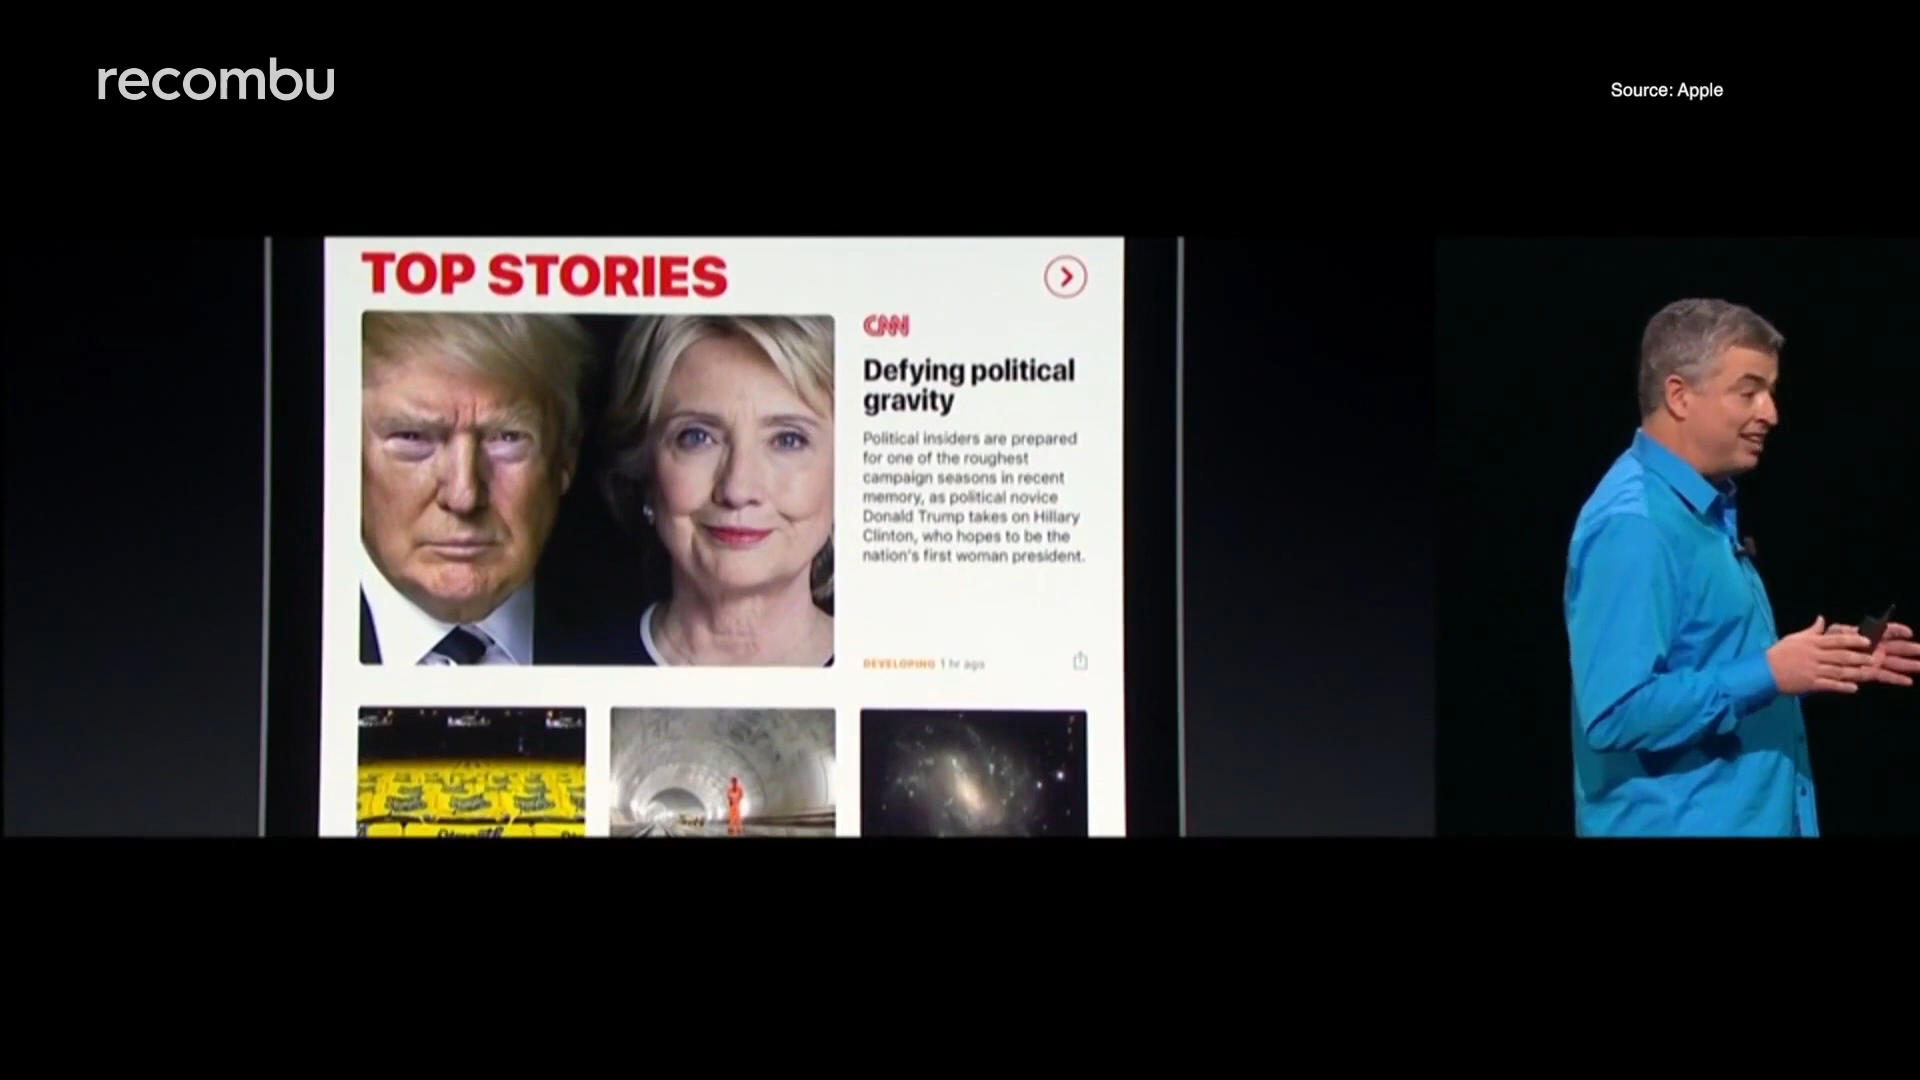 recombu
Source: Apple
TOP STORIES
CNN
Defying political
gravity
Political insiders are prepared
for one of the roughest
campaign seasons in recent
memory, as political novice
Donald Trump takes on Hillary
Clinton, who hopes to be the
nation's first woman president.
DEVELOPING 1 hr ago